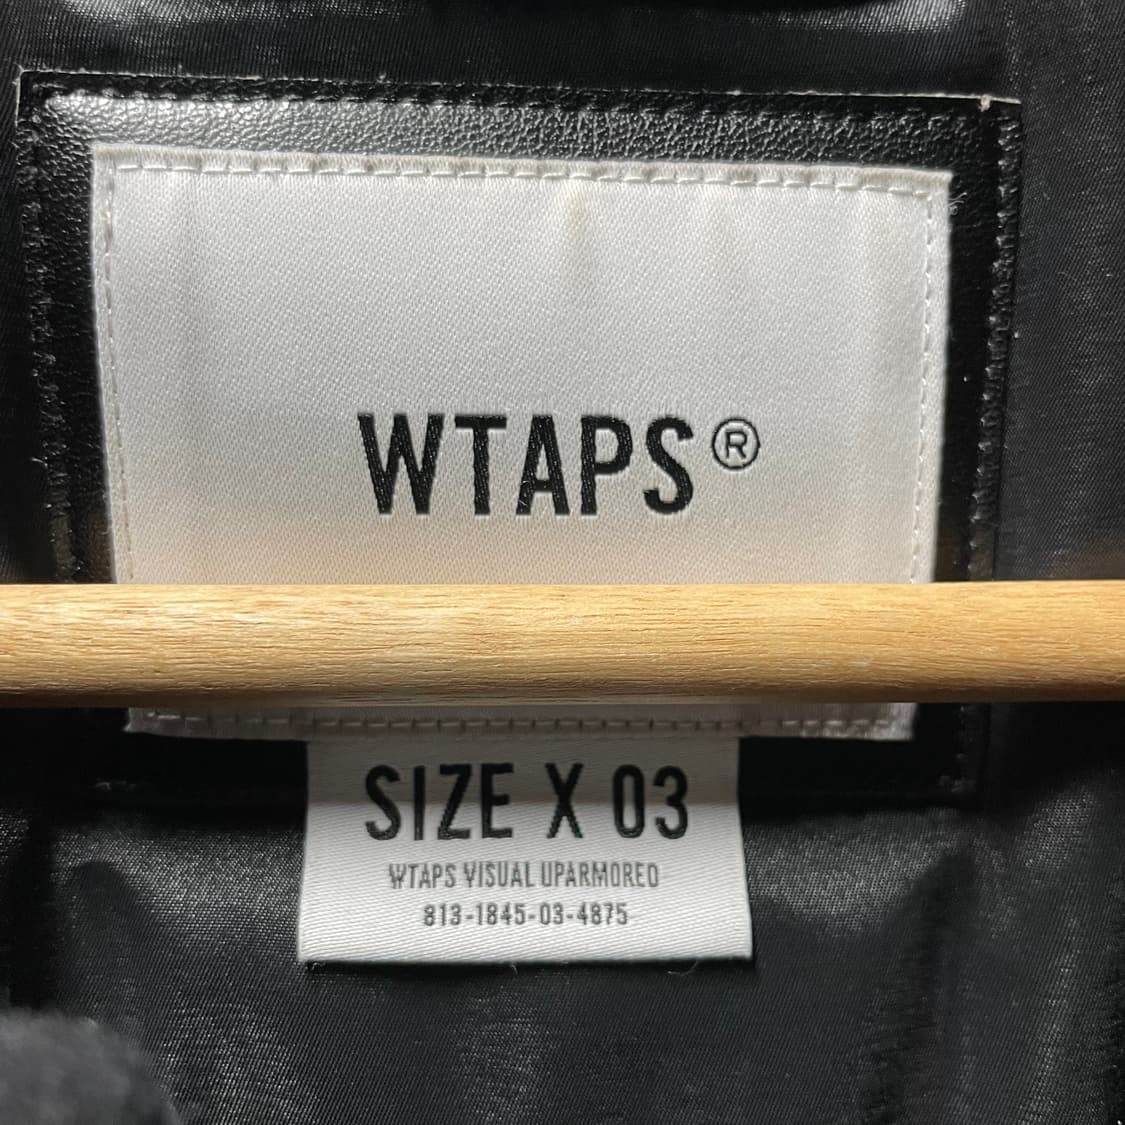 WTAPS®
SIZE X 03
WTAPS VISUAL UPARMORED
813-1845-03-4875